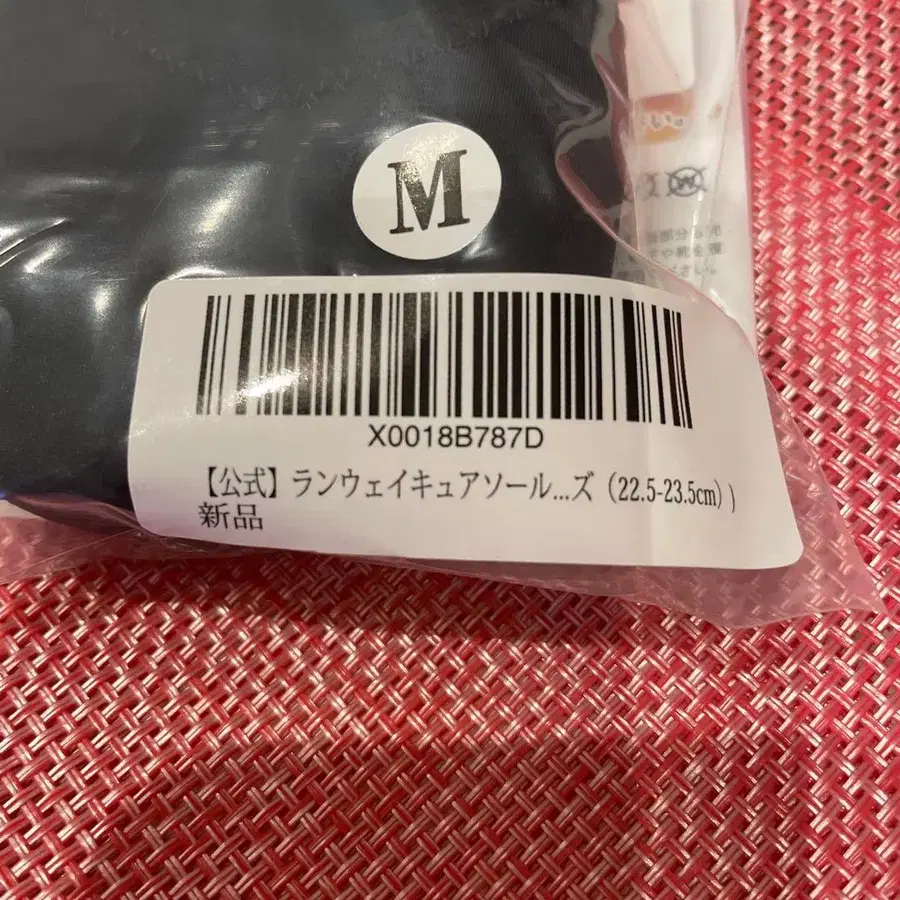 M
X0018B787D
【公式】ランウェイキュアソール...ズ（22.5-23.5cm）)
新品